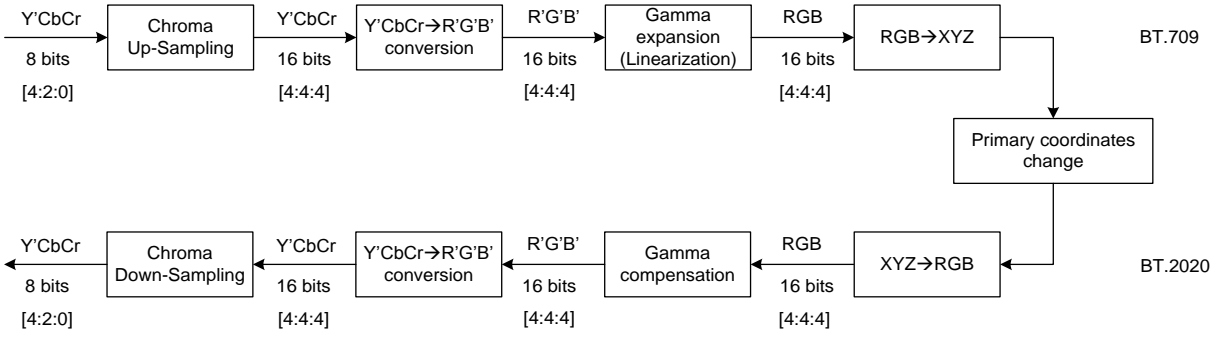 Y'CbCr
8 bits
[4:2:0]
Chroma
Up-Sampling
Y'CbCr
16 bits
[4:4:4]
Y'CbCr→R'G'B'
conversion
R'G'B'
16 bits
[4:4:4]
Gamma
expansion
(Linearization)
RGB
16 bits
[4:4:4]
RGB→XYZ
BT.709
Primary coordinates
change
Y'CbCr
8 bits
[4:2:0]
Chroma
Down-Sampling
Y'CbCr
16 bits
[4:4:4]
Y'CbCr→R'G'B'
conversion
R'G'B'
16 bits
[4:4:4]
Gamma
compensation
RGB
16 bits
[4:4:4]
XYZ→RGB
BT.2020